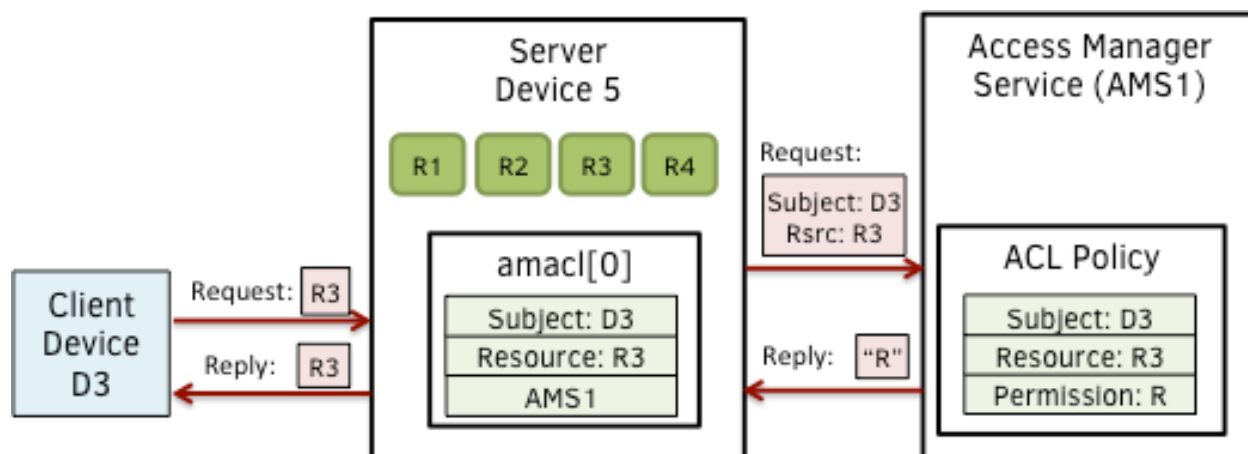 Server
Device 5
R1 R2 R3 R4
amacl[0]
Subject: D3
Resource: R3
AMS1
Client
Device
D3
Request: R3
Reply: R3
Request:
Subject: D3
Rsrc: R3
Reply: “R”
Access Manager
Service (AMS1)
ACL Policy
Subject: D3
Resource: R3
Permission: R